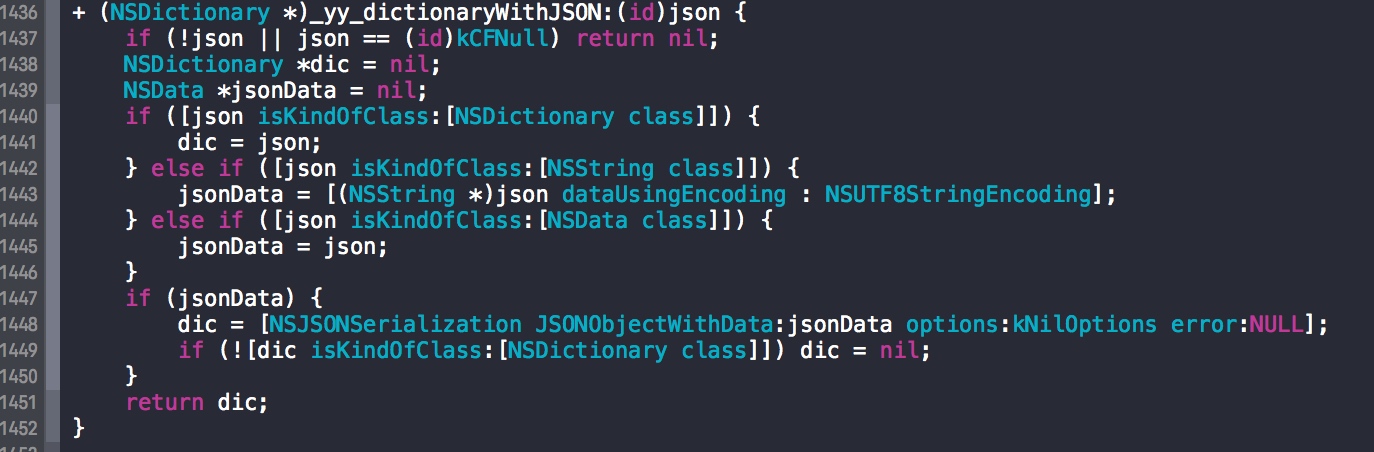 1436 + (NSDictionary *)_yy_dictionaryWithJSON:(id)json {
1437     if (!json || json == (id)kCFNull) return nil;
1438     NSDictionary *dic = nil;
1439     NSData *jsonData = nil;
1440     if ([json isKindOfClass:[NSDictionary class]]) {
1441         dic = json;
1442     } else if ([json isKindOfClass:[NSString class]]) {
1443         jsonData = [(NSString *)json dataUsingEncoding : NSUTF8StringEncoding];
1444     } else if ([json isKindOfClass:[NSData class]]) {
1445         jsonData = json;
1446     }
1447     if (jsonData) {
1448         dic = [NSJSONSerialization JSONObjectWithData:jsonData options:kNilOptions error:NULL];
1449         if (![dic isKindOfClass:[NSDictionary class]]) dic = nil;
1450     }
1451     return dic;
1452 }